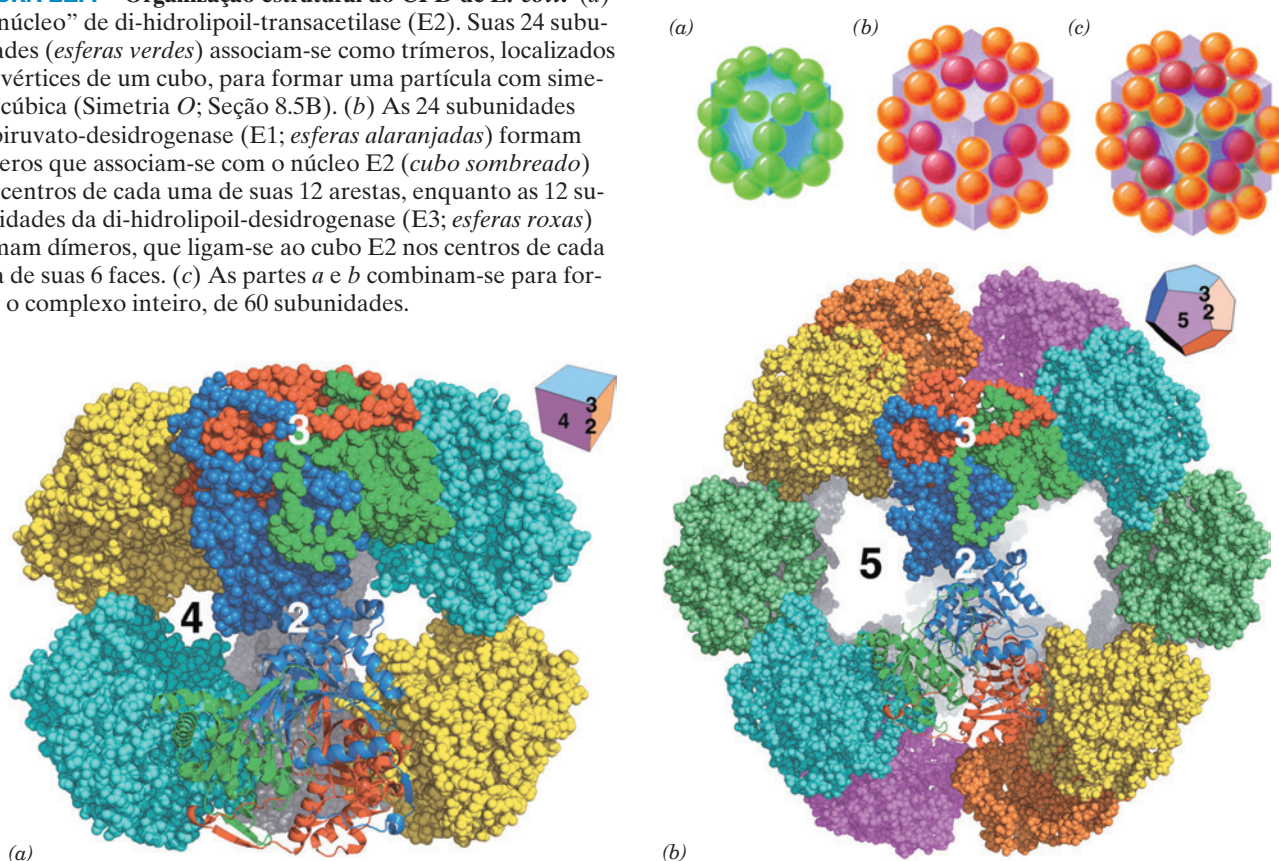 “núcleo” de di-hidrolipoil-transacetilase (E2). Suas 24 subu-
ades (esferas verdes) associam-se como trímeros, localizados
vértices de um cubo, para formar uma partícula com sime-
cúbica (Simetria O; Seção 8.5B). (b) As 24 subunidades
piruvato-desidrogenase (E1; esferas alaranjadas) formam
eros que associam-se com o núcleo E2 (cubo sombreado)
centros de cada uma de suas 12 arestas, enquanto as 12 su-
idades da di-hidrolipoil-desidrogenase (E3; esferas roxas)
mam dímeros, que ligam-se ao cubo E2 nos centros de cada
a de suas 6 faces. (c) As partes a e b combinam-se para for-
o complexo inteiro, de 60 subunidades.
(a)
(b)
(c)
3
4
2
3
4
2
(a)
3
5
2
3
5
2
(b)